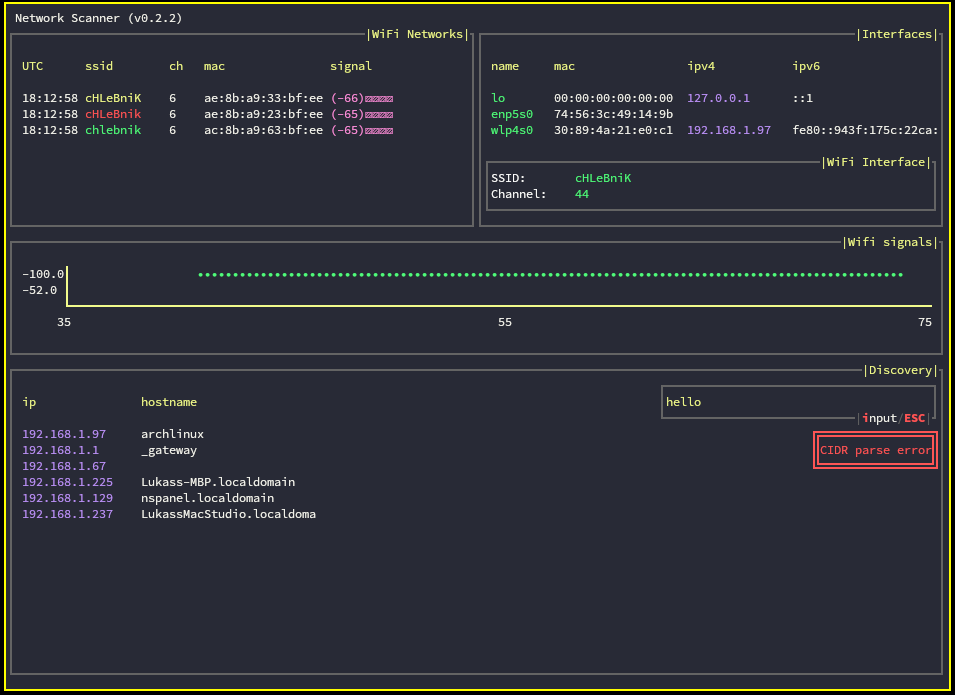 Network Scanner (v0.2.2)
|WiFi Networks|
UTC ssid ch mac signal
18:12:58 cHLeBniK 6 ae:8b:a9:33:bf:ee (-66)
18:12:58 cHLeBnik 6 ae:8b:a9:23:bf:ee (-65)
18:12:58 chlebnik 6 ac:8b:a9:63:bf:ee (-65)
|Interfaces|
name mac ipv4 ipv6
lo 00:00:00:00:00:00 127.0.0.1 ::1
enp5s0 74:56:3c:49:14:9b
wlp4s0 30:89:4a:21:e0:c1 192.168.1.97 fe80::943f:175c:22ca:
|WiFi Interface|
SSID: cHLeBniK
Channel: 44
|Wifi signals|
-100.0
-52.0
35 55 75
|Discovery|
hello
|input/ESC|
CIDR parse error
ip hostname
192.168.1.97 archlinux
192.168.1.1 _gateway
192.168.1.67
192.168.1.225 Lukass-MBP.localdomain
192.168.1.129 nspanel.localdomain
192.168.1.237 LukassMacStudio.localdoma